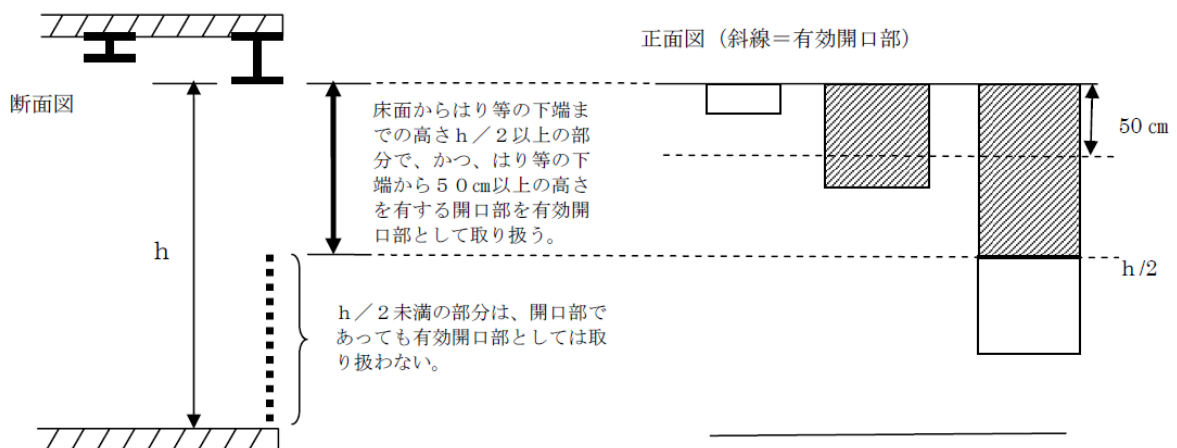 正面図（斜線＝有効開口部）
断面図
床面からはり等の下端ま
での高さｈ／２以上の部
分で、かつ、はり等の下
端から５０㎝以上の高さ
を有する開口部を有効開
口部として取り扱う。
50 ㎝
h
h/2
ｈ／２未満の部分は、開口部で
あっても有効開口部としては取
り扱わない。